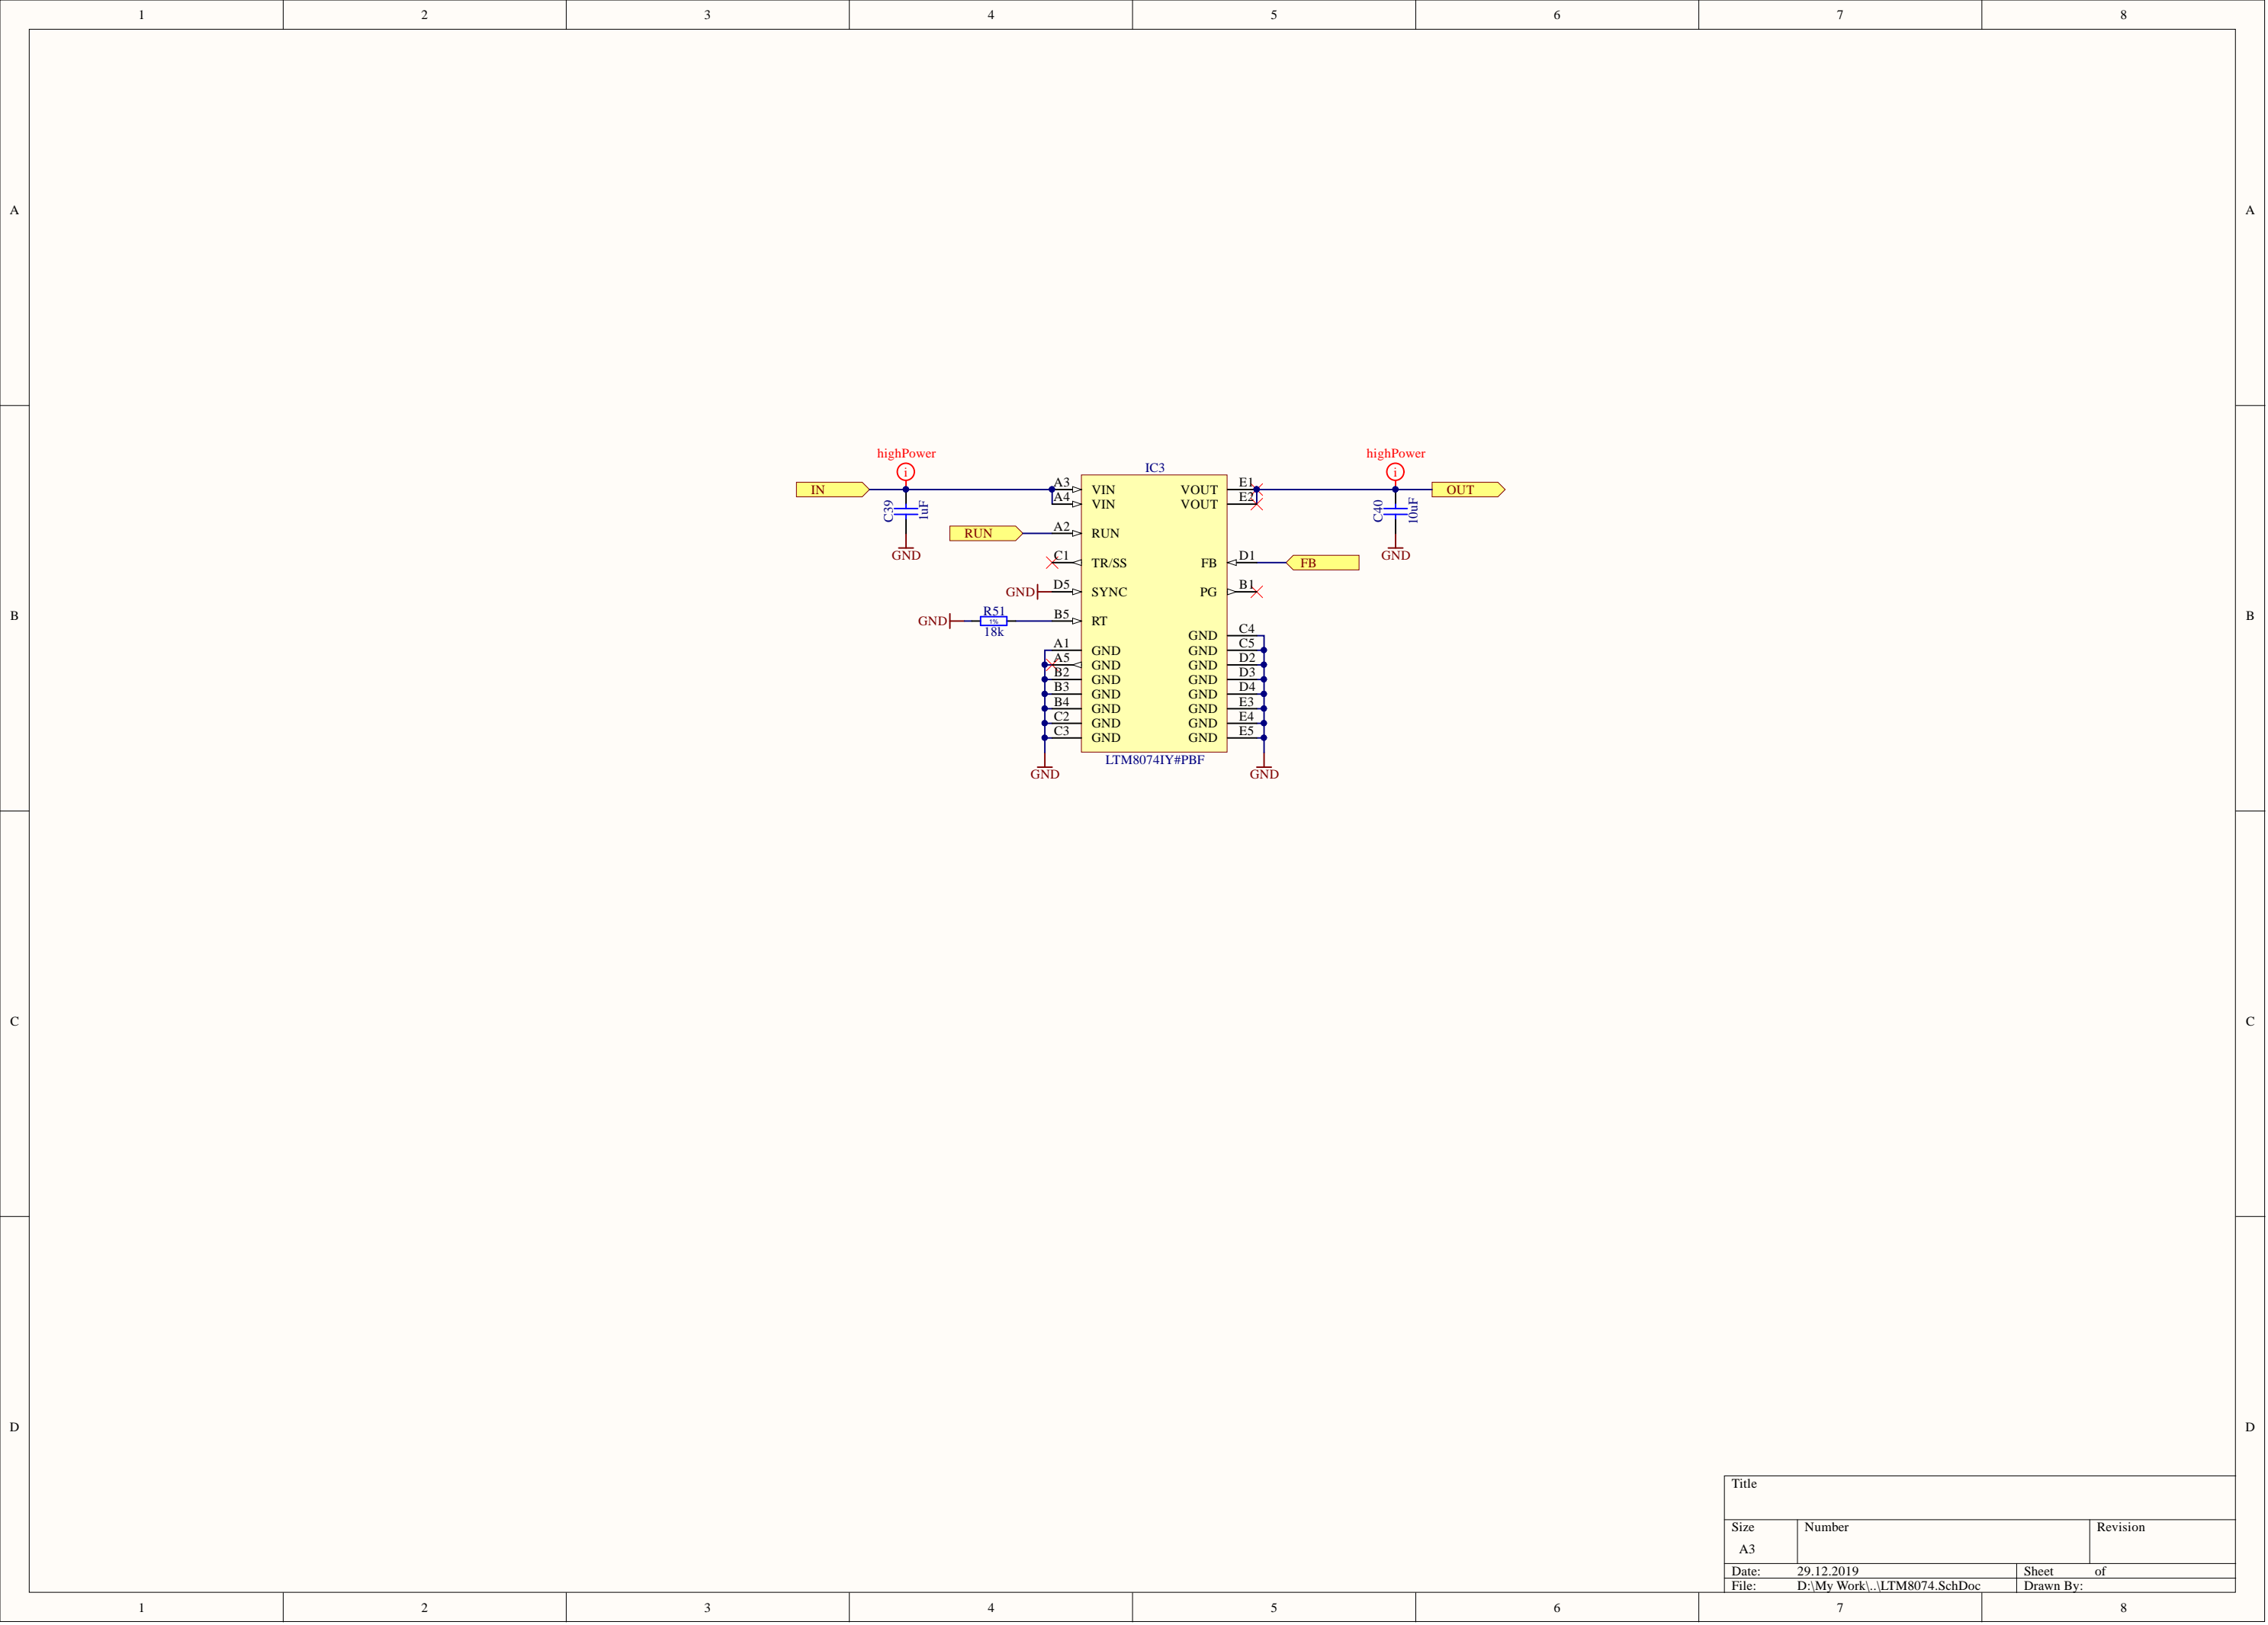 1 2 3 4 5 6 7 8
A A
highPower highPower
IC3
IN A3 VIN VOUT E1 OUT
A4 VIN VOUT E2
C39 1uF C40 10uF
RUN A2 RUN
GND GND
C1 TR/SS FB D1 FB
GND D5 SYNC PG B1
B B
R51
GND 1% B5 RT
18k
GND C4
A1 GND GND C5
A5 GND GND D2
B2 GND GND D3
B3 GND GND D4
B4 GND GND E3
C2 GND GND E4
C3 GND GND E5
LTM8074IY#PBF
GND GND
C C
D D
Title
Size Number Revision
A3
Date: 29.12.2019 Sheet of
File: D:\My Work\..\LTM8074.SchDoc Drawn By:
1 2 3 4 5 6 7 8